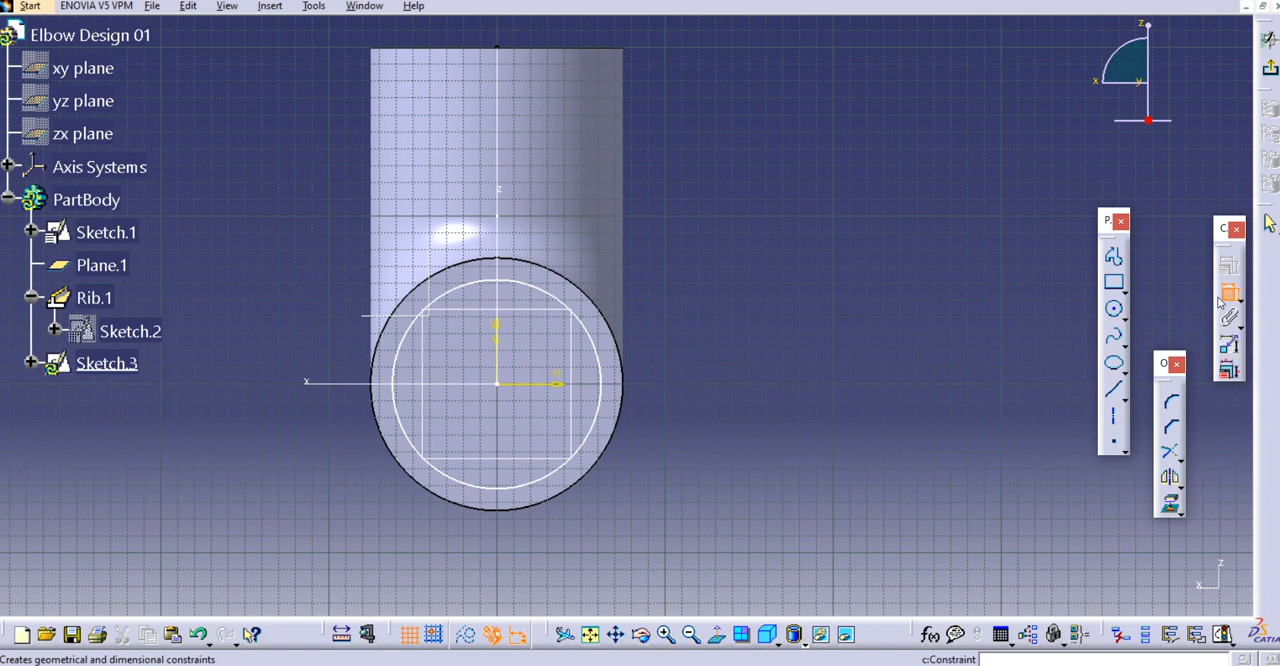 Start ENOVIA V5 VPM File Edit View Insert Tools Window Help
Elbow Design 01
xy plane
yz plane
zx plane
Axis Systems
PartBody
Sketch.1
Plane.1
Rib.1
Sketch.2
Sketch.3
z
x y
z
x
P.
C.
O
z
x
f(x)
CATIA
Creates geometrical and dimensional constraints c:Constraint